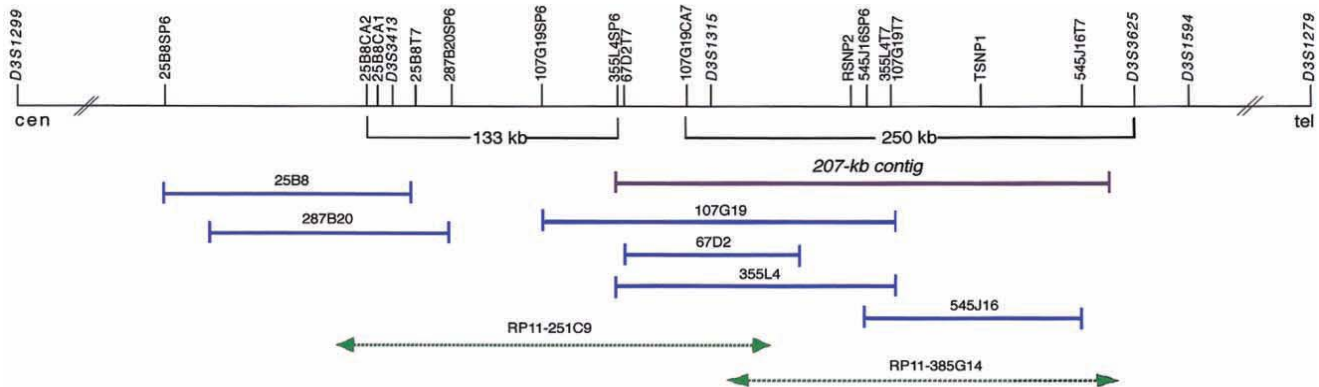 D3S1299
25B8SP6
25B8CA2
25B8CA1
D3S3413
25B8T7
287B20SP6
107G19SP6
355L4SP6
67D2T7
107G19CA7
D3S1315
RSNP2
545J16SP6
355L4T7
107G19T7
TSNP1
545J16T7
D3S3625
D3S1594
D3S1279
cen
tel
133 kb
250 kb
207-kb contig
25B8
287B20
107G19
67D2
355L4
545J16
RP11-251C9
RP11-385G14